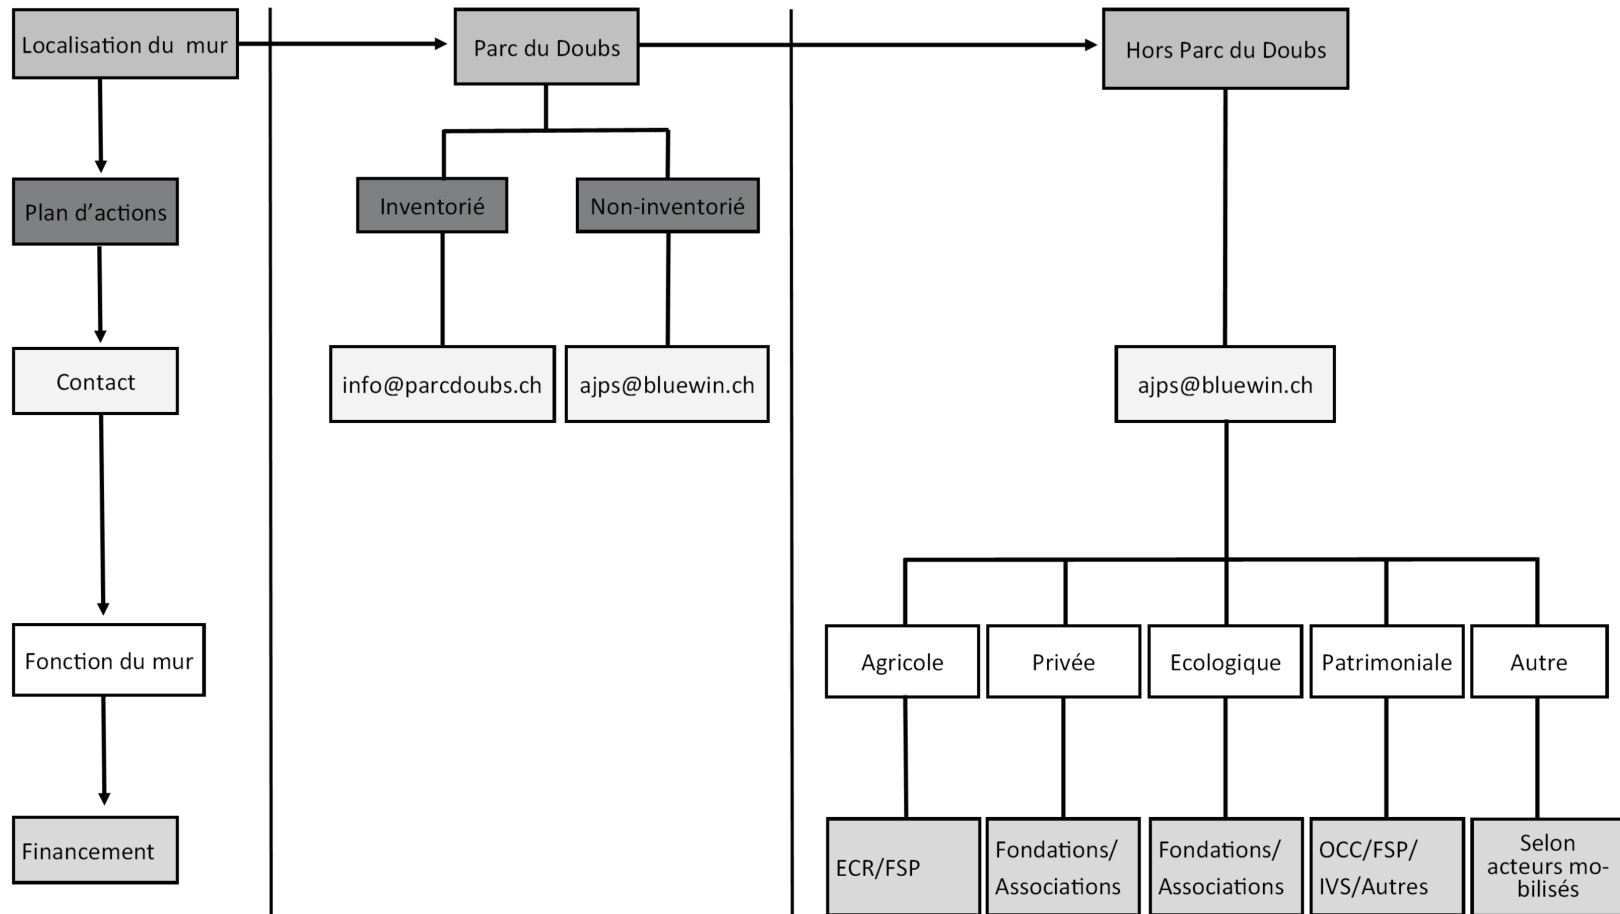 Localisation du mur
Parc du Doubs
Hors Parc du Doubs
Plan d’actions
Inventorié
Non-inventorié
Contact
info@parcdoubs.ch
ajps@bluewin.ch
ajps@bluewin.ch
Fonction du mur
Agricole
Privée
Ecologique
Patrimoniale
Autre
Financement
ECR/FSP
Fondations/
Associations
Fondations/
Associations
OCC/FSP/
IVS/Autres
Selon
acteurs mo-
bilisés